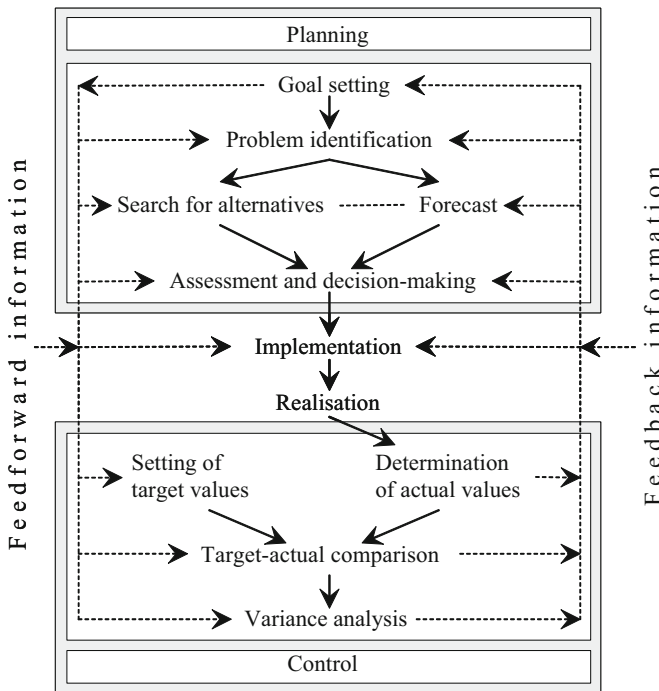 Planning
Goal setting
Problem identification
Search for alternatives
Forecast
Assessment and decision-making
Implementation
Realisation
Setting of
target values
Determination
of actual values
Target-actual comparison
Variance analysis
Control
Feedforward information
Feedback information